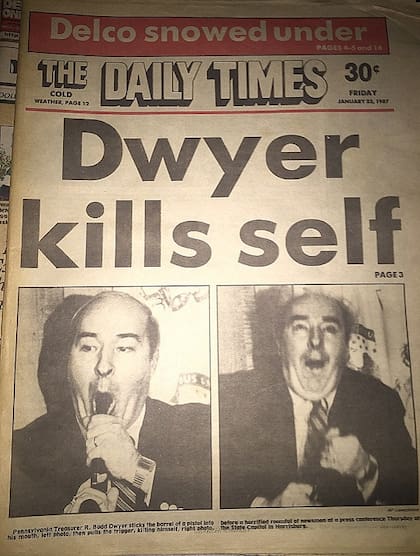 Delco snowed under
PAGES 4-5 and 16
THE DAILY TIMES
COLD
WEATHER, PAGE 12
30¢
FRIDAY
JANUARY 23, 1987
Dwyer
kills self
PAGE 3
Pennsylvania Treasurer R. Budd Dwyer sticks the barrel of a pistol into
his mouth, left photo, then pulls the trigger, killing himself, right photo,
before a horrified roomful of newsmen at a press conference Thursday at
the State Capitol in Harrisburg.